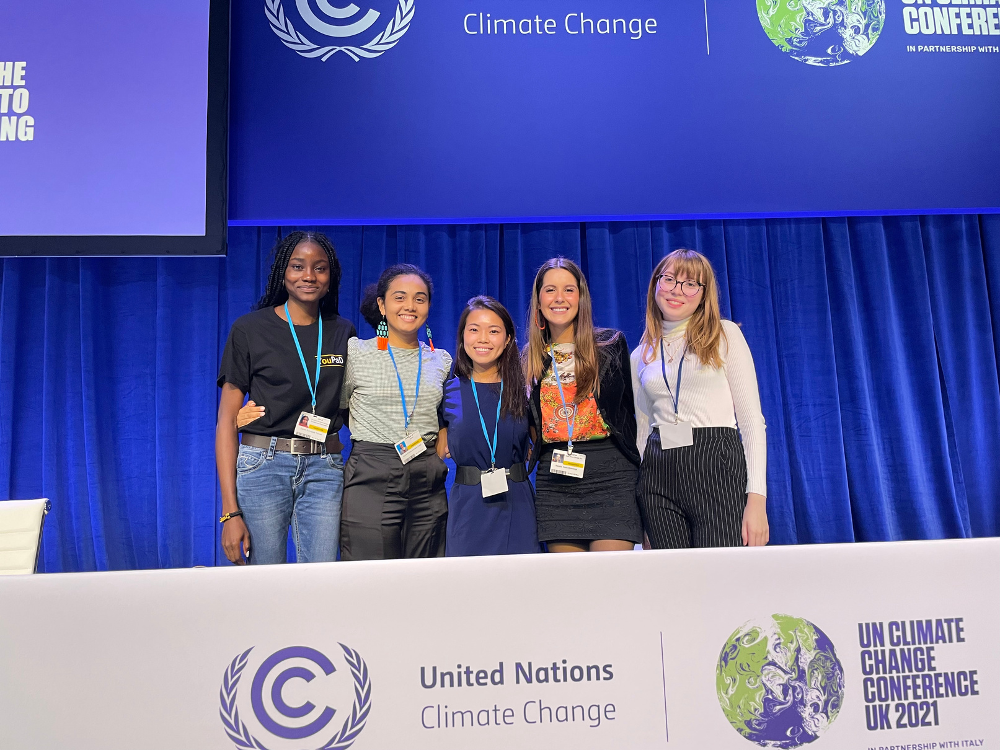 HE
TO
NG
Climate Change
CONFERE
IN PARTNERSHIP WITH
YouPaD
United Nations
Climate Change
UN CLIMATE
CHANGE
CONFERENCE
UK 2021
IN PARTNERSHIP WITH ITALY